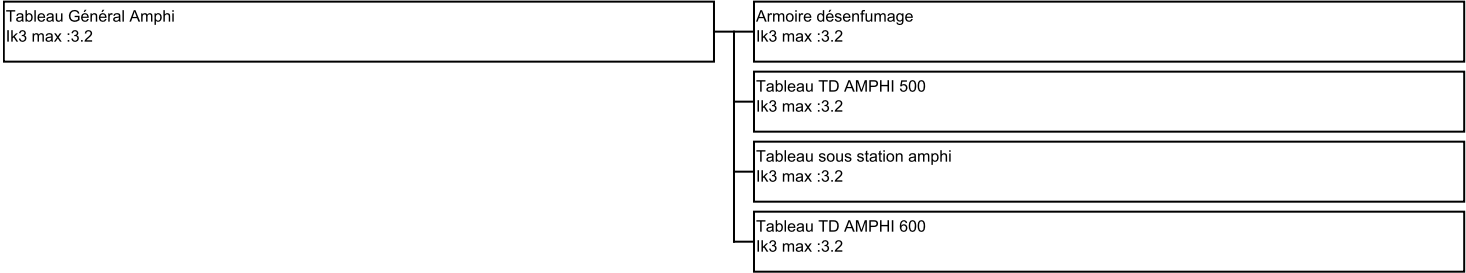 Tableau Général Amphi
Ik3 max :3.2
Armoire désenfumage
Ik3 max :3.2
Tableau TD AMPHI 500
Ik3 max :3.2
Tableau sous station amphi
Ik3 max :3.2
Tableau TD AMPHI 600
Ik3 max :3.2